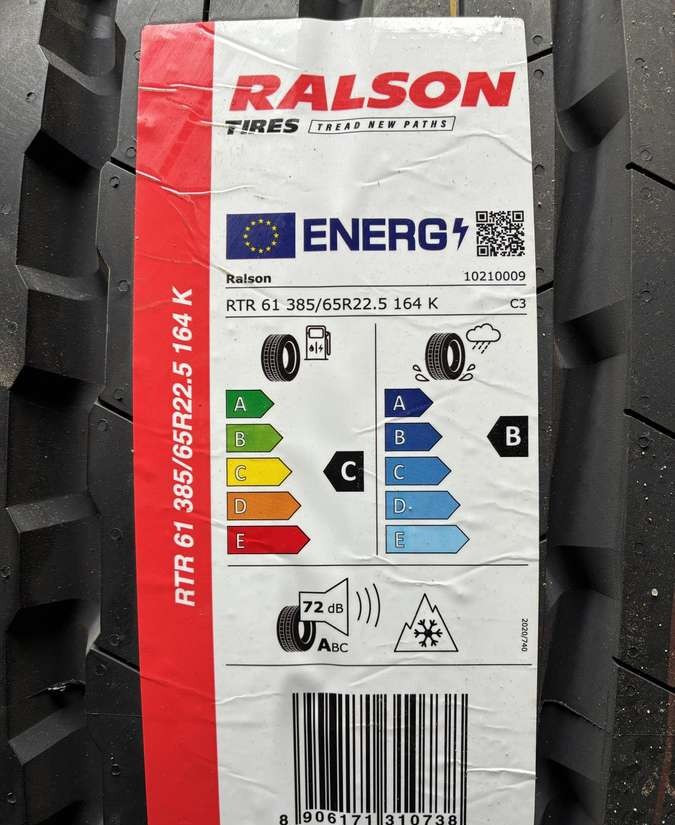 RALSON
TIRES TREAD NEW PATHS
ENERG
Ralson 10210009
RTR 61 385/65R22.5 164 K C3
RTR 61 385/65R22.5 164 K
A A
B B B
C C C
D D
E E
72 dB
ABC
2020/740
8 906171 310738